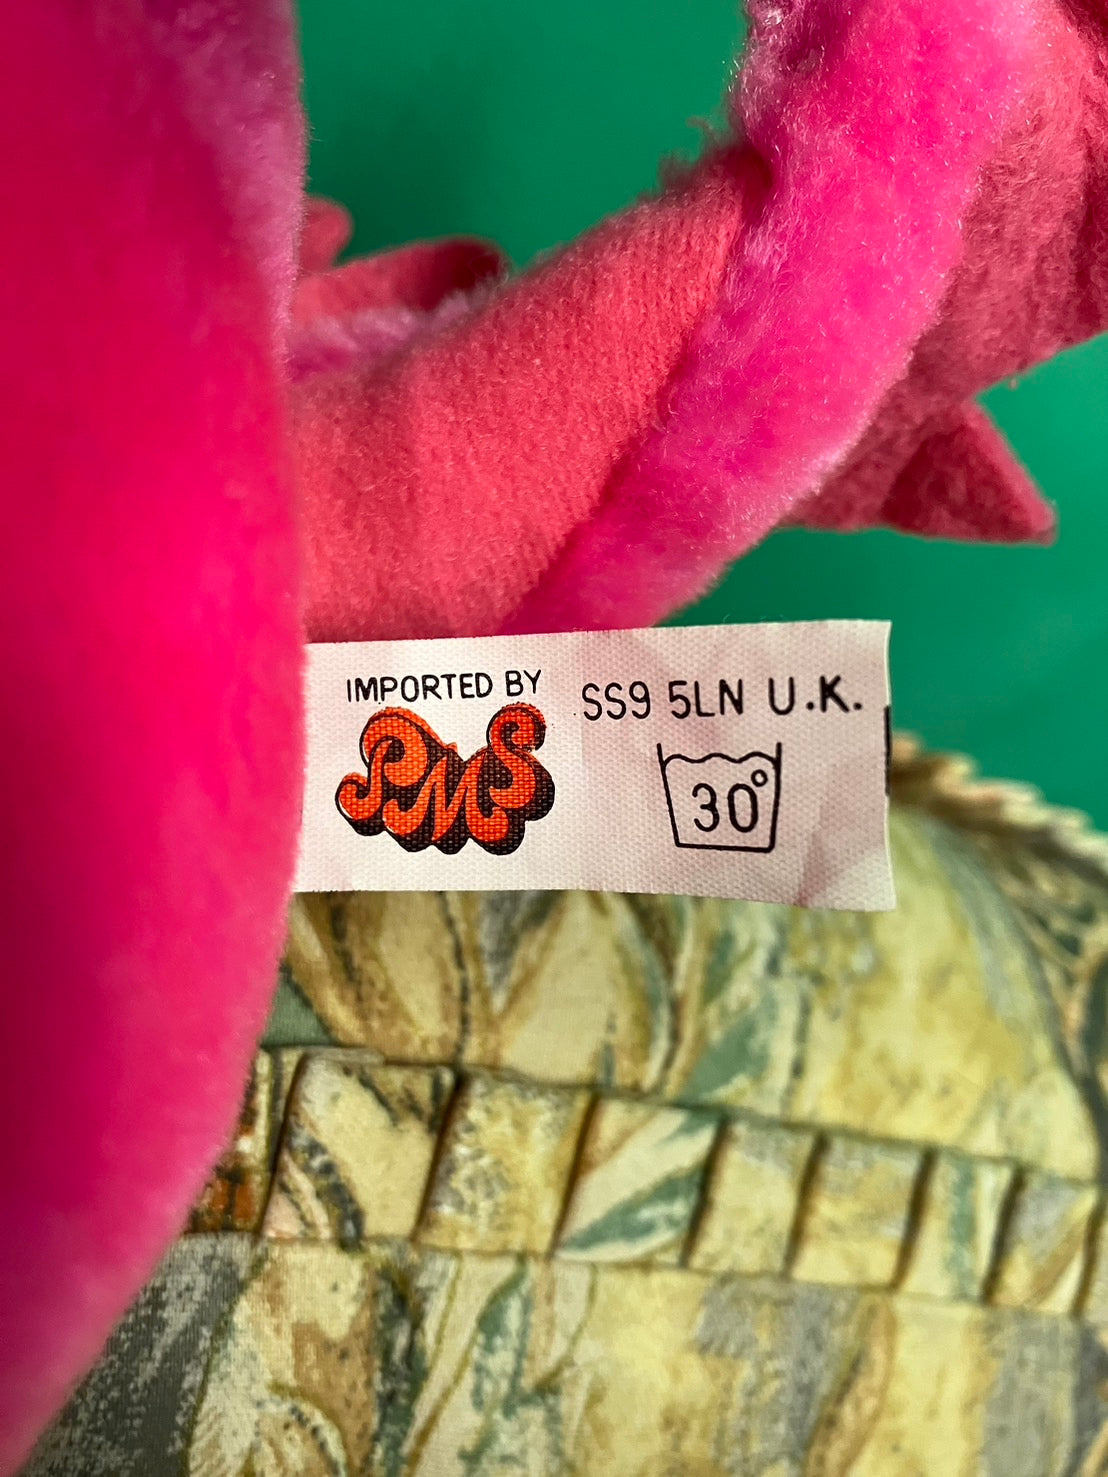 IMPORTED BY
PMS
SS9 5LN U.K.
30°